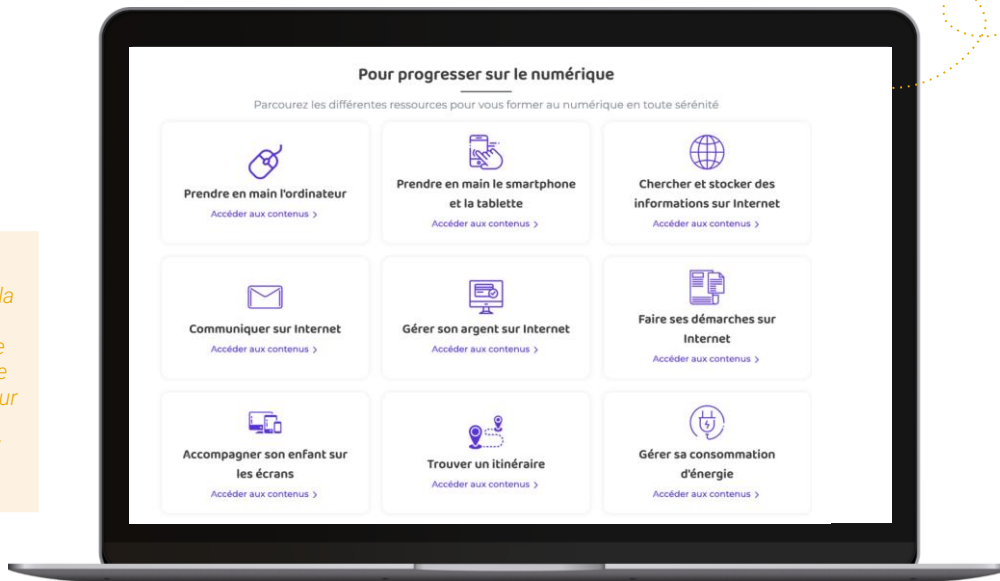 Pour progresser sur le numérique
Parcourez les différentes ressources pour vous former au numérique en toute sérénité
Prendre en main l'ordinateur
Accéder aux contenus >
Prendre en main le smartphone
et la tablette
Accéder aux contenus >
Chercher et stocker des
informations sur Internet
Accéder aux contenus >
Communiquer sur Internet
Accéder aux contenus >
Gérer son argent sur Internet
Accéder aux contenus >
Faire ses démarches sur
Internet
Accéder aux contenus >
Accompagner son enfant sur
les écrans
Accéder aux contenus >
Trouver un itinéraire
Accéder aux contenus >
Gérer sa consommation
d'énergie
Accéder aux contenus >
la